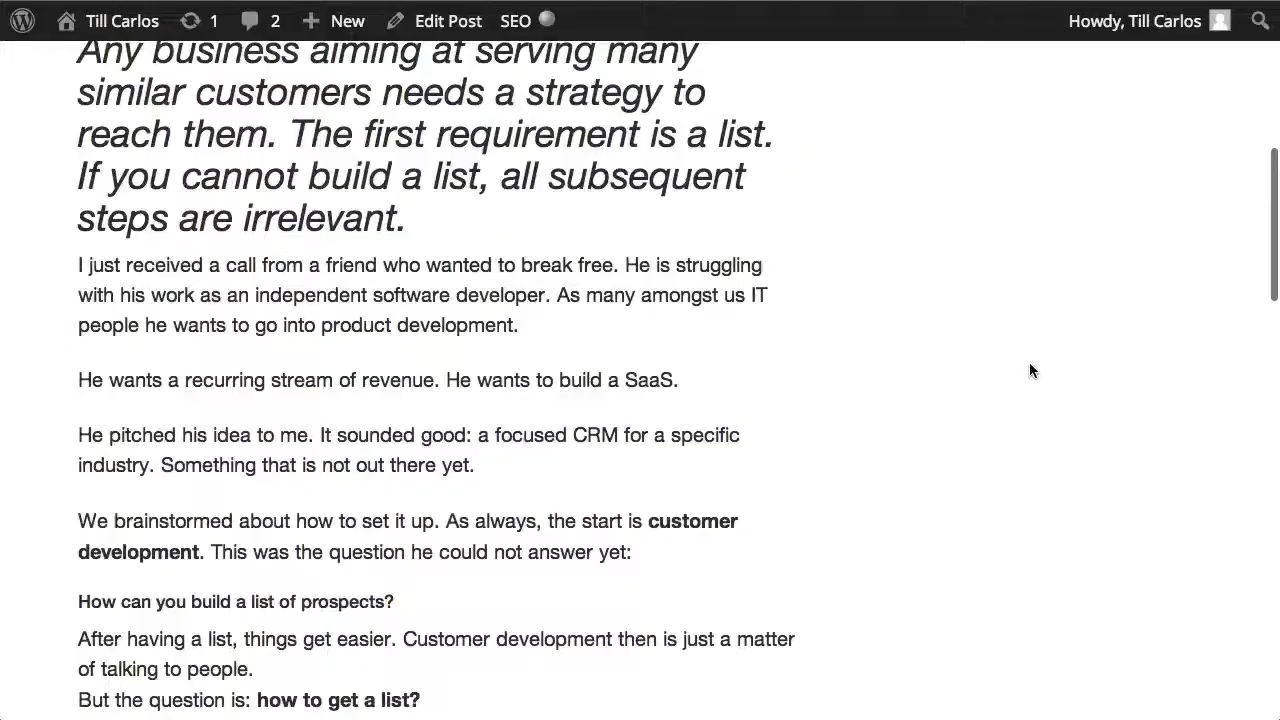 Till Carlos 1 2 New Edit Post SEO Howdy, Till Carlos
Any business aiming at serving many
similar customers needs a strategy to
reach them. The first requirement is a list.
If you cannot build a list, all subsequent
steps are irrelevant.
I just received a call from a friend who wanted to break free. He is struggling
with his work as an independent software developer. As many amongst us IT
people he wants to go into product development.
He wants a recurring stream of revenue. He wants to build a SaaS.
He pitched his idea to me. It sounded good: a focused CRM for a specific
industry. Something that is not out there yet.
We brainstormed about how to set it up. As always, the start is customer
development. This was the question he could not answer yet:
How can you build a list of prospects?
After having a list, things get easier. Customer development then is just a matter
of talking to people.
But the question is: how to get a list?